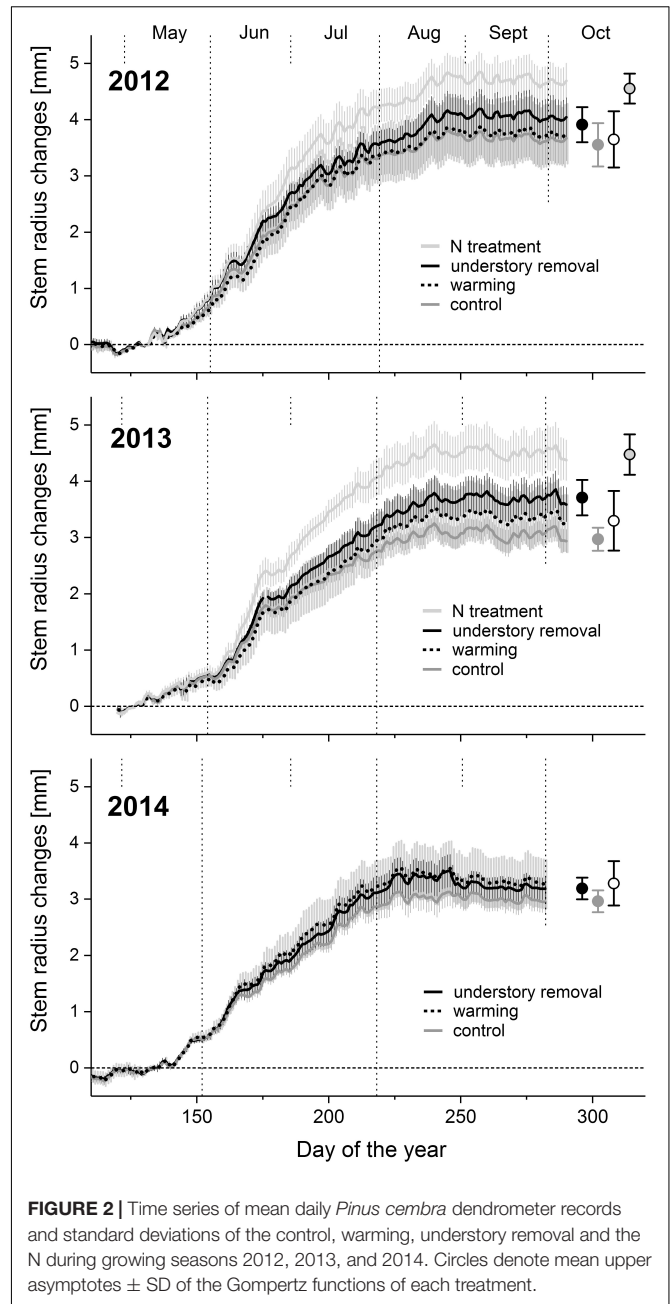 May Jun Jul Aug Sept Oct
2012
Stem radius changes [mm]
5
4
3
2
1
0
N treatment
understory removal
warming
control
2013
Stem radius changes [mm]
5
4
3
2
1
0
N treatment
understory removal
warming
control
2014
Stem radius changes [mm]
5
4
3
2
1
0
understory removal
warming
control
150 200 250 300
Day of the year
FIGURE 2 | Time series of mean daily Pinus cembra dendrometer records
and standard deviations of the control, warming, understory removal and the
N during growing seasons 2012, 2013, and 2014. Circles denote mean upper
asymptotes ± SD of the Gompertz functions of each treatment.